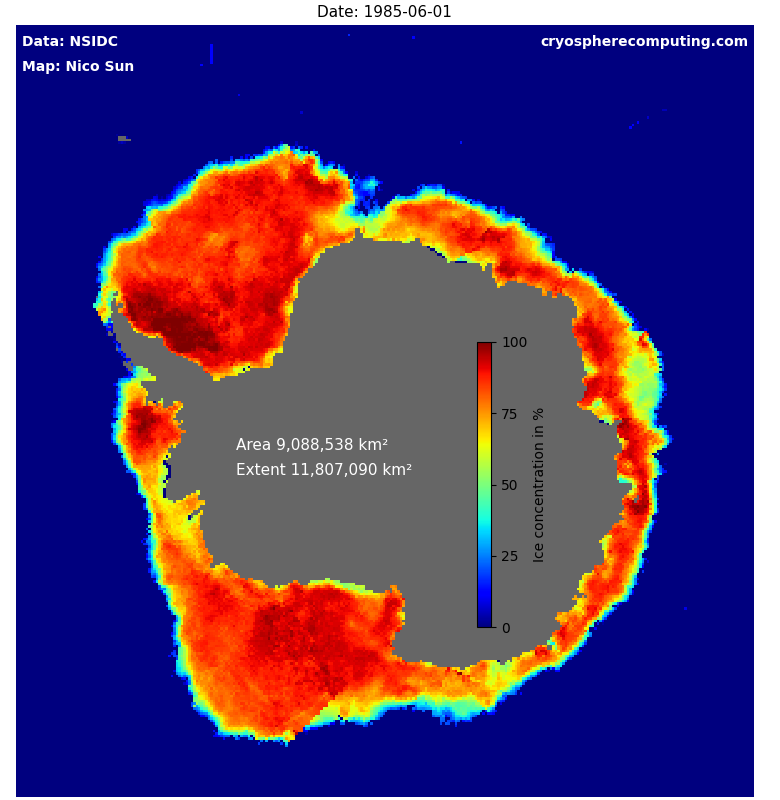 Date: 1985-06-01
Data: NSIDC
cryospherecomputing.com
Map: Nico Sun
Area 9,088,538 km²
Extent 11,807,090 km²
100
75
50
25
0
Ice concentration in %